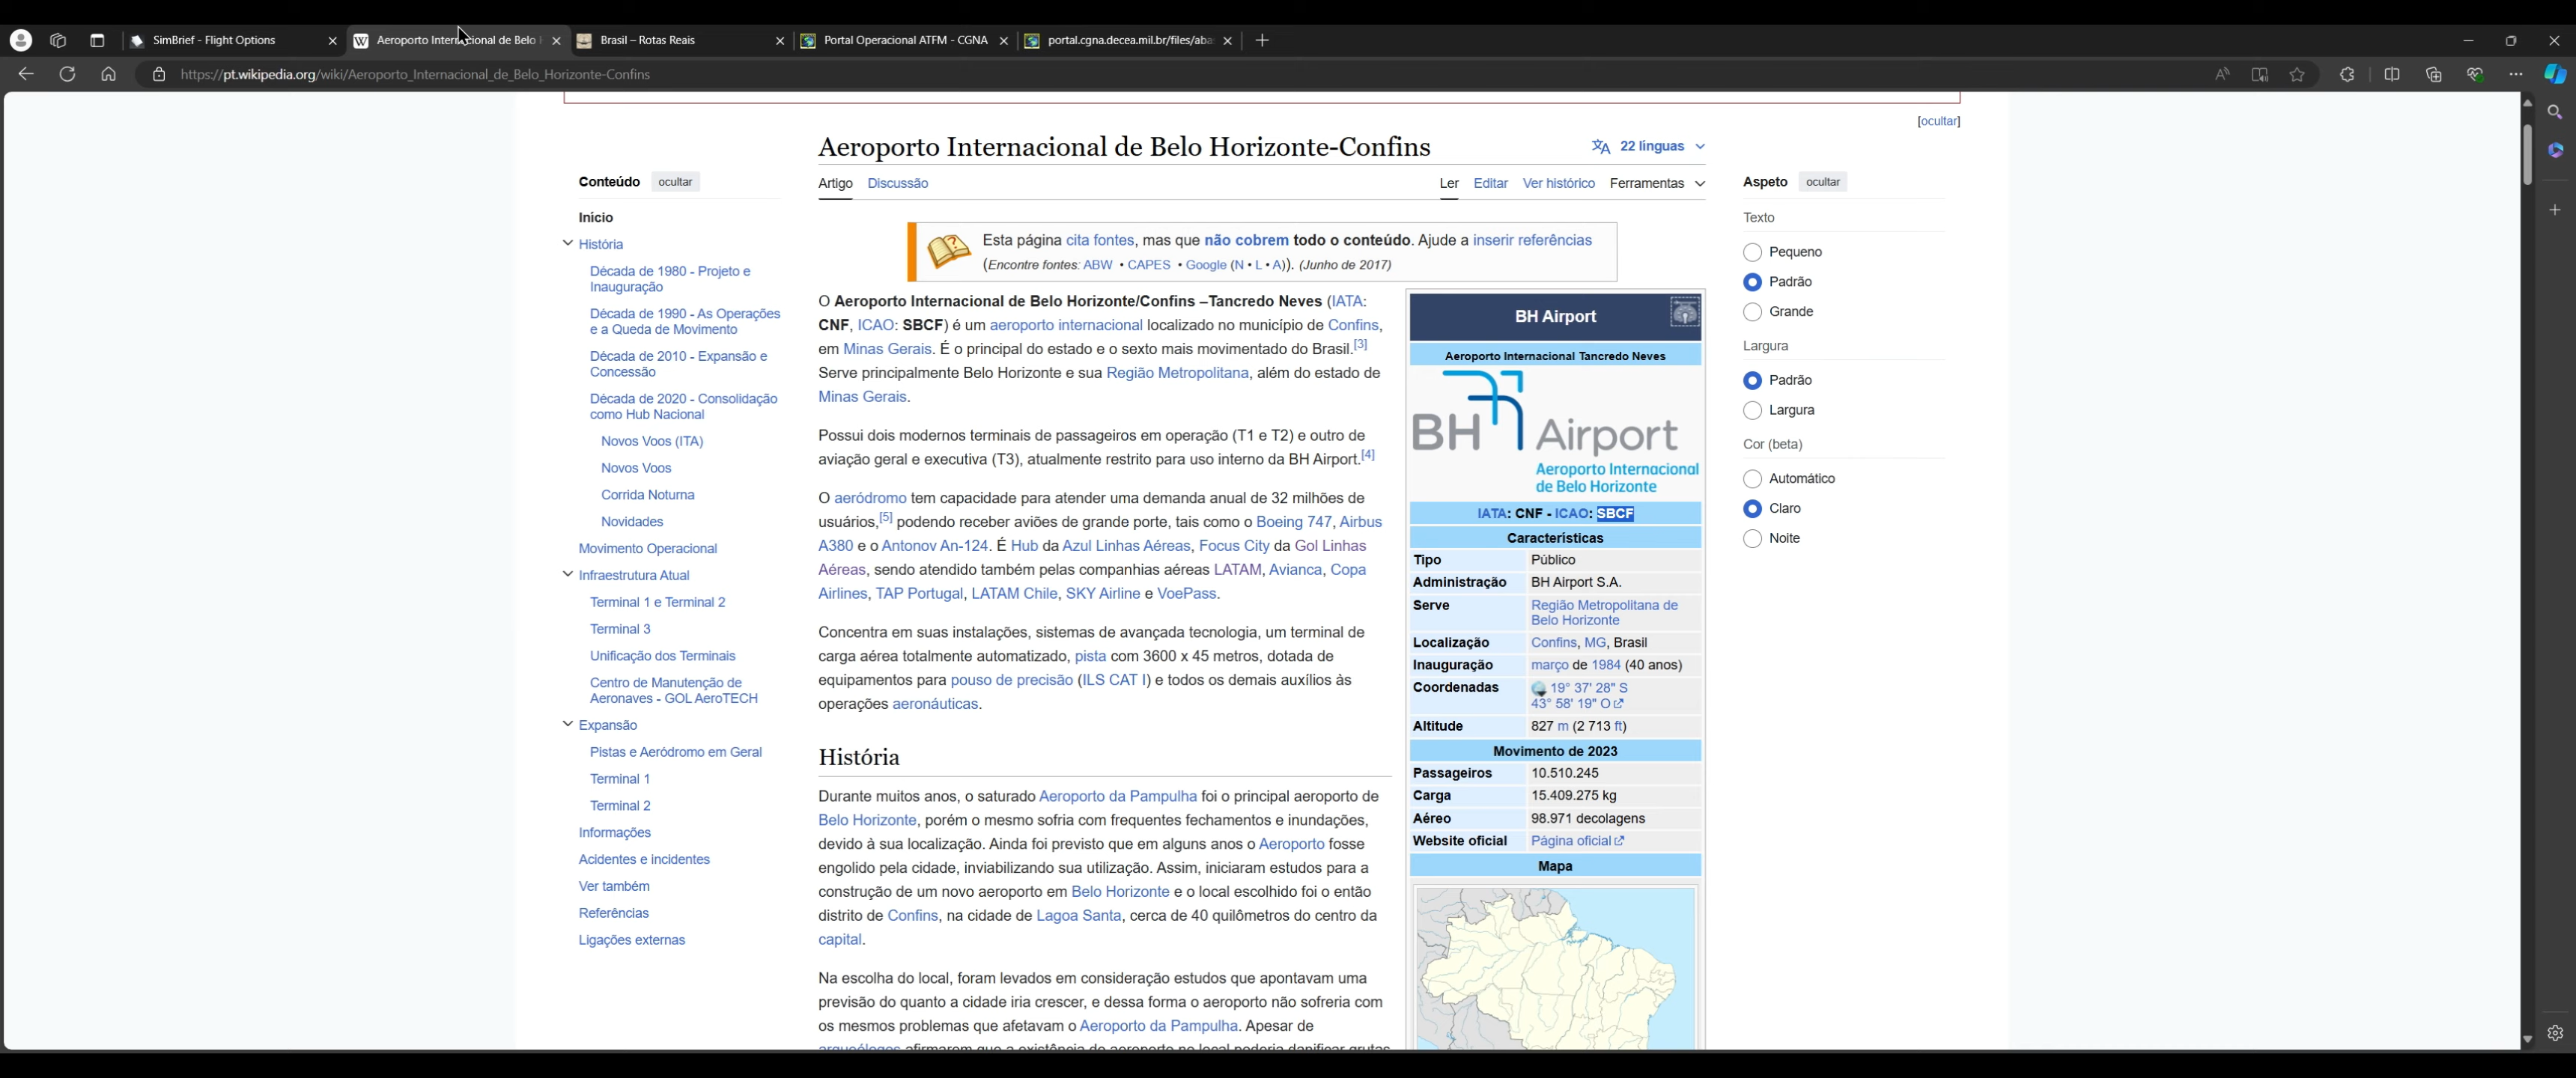 SimBrief - Flight Options
Aeroporto Internacional de Belo H
Brasil – Rotas Reais
Portal Operacional ATFM - CGNA
portal.cgna.decea.mil.br/files/aba
https://pt.wikipedia.org/wiki/Aeroporto_Internacional_de_Belo_Horizonte-Confins
[ocultar]
Aeroporto Internacional de Belo Horizonte-Confins
22 línguas
Artigo Discussão
Ler Editar Ver histórico Ferramentas
Conteúdo ocultar
Início
História
Década de 1980 - Projeto e
Inauguração
Década de 1990 - As Operações
e a Queda de Movimento
Década de 2010 - Expansão e
Concessão
Década de 2020 - Consolidação
como Hub Nacional
Novos Voos (ITA)
Novos Voos
Corrida Noturna
Novidades
Movimento Operacional
Infraestrutura Atual
Terminal 1 e Terminal 2
Terminal 3
Unificação dos Terminais
Centro de Manutenção de
Aeronaves - GOL AeroTECH
Expansão
Pistas e Aeródromo em Geral
Terminal 1
Terminal 2
Informações
Acidentes e incidentes
Ver também
Referências
Ligações externas
Esta página cita fontes, mas que não cobrem todo o conteúdo. Ajude a inserir referências
(Encontre fontes: ABW • CAPES • Google (N • L • A)). (Junho de 2017)
O Aeroporto Internacional de Belo Horizonte/Confins –Tancredo Neves (IATA:
CNF, ICAO: SBCF) é um aeroporto internacional localizado no município de Confins,
em Minas Gerais. É o principal do estado e o sexto mais movimentado do Brasil.[3]
Serve principalmente Belo Horizonte e sua Região Metropolitana, além do estado de
Minas Gerais.
Possui dois modernos terminais de passageiros em operação (T1 e T2) e outro de
aviação geral e executiva (T3), atualmente restrito para uso interno da BH Airport.[4]
O aeródromo tem capacidade para atender uma demanda anual de 32 milhões de
usuários,[5] podendo receber aviões de grande porte, tais como o Boeing 747, Airbus
A380 e o Antonov An-124. É Hub da Azul Linhas Aéreas, Focus City da Gol Linhas
Aéreas, sendo atendido também pelas companhias aéreas LATAM, Avianca, Copa
Airlines, TAP Portugal, LATAM Chile, SKY Airline e VoePass.
Concentra em suas instalações, sistemas de avançada tecnologia, um terminal de
carga aérea totalmente automatizado, pista com 3600 x 45 metros, dotada de
equipamentos para pouso de precisão (ILS CAT I) e todos os demais auxílios às
operações aeronáuticas.
História
Durante muitos anos, o saturado Aeroporto da Pampulha foi o principal aeroporto de
Belo Horizonte, porém o mesmo sofria com frequentes fechamentos e inundações,
devido à sua localização. Ainda foi previsto que em alguns anos o Aeroporto fosse
engolido pela cidade, inviabilizando sua utilização. Assim, iniciaram estudos para a
construção de um novo aeroporto em Belo Horizonte e o local escolhido foi o então
distrito de Confins, na cidade de Lagoa Santa, cerca de 40 quilômetros do centro da
capital.
Na escolha do local, foram levados em consideração estudos que apontavam uma
previsão do quanto a cidade iria crescer, e dessa forma o aeroporto não sofreria com
os mesmos problemas que afetavam o Aeroporto da Pampulha. Apesar de
arqueólogos afirmarem que a existência do aeroporto no local poderia danificar grutas
BH Airport
Aeroporto Internacional Tancredo Neves
BH Airport
Aeroporto Internacional
de Belo Horizonte
IATA: CNF - ICAO: SBCF
Características
Tipo Público
Administração BH Airport S.A.
Serve Região Metropolitana de
Belo Horizonte
Localização Confins, MG, Brasil
Inauguração março de 1984 (40 anos)
Coordenadas 19° 37' 28" S
43° 58' 19" O
Altitude 827 m (2 713 ft)
Movimento de 2023
Passageiros 10.510.245
Carga 15.409.275 kg
Aéreo 98.971 decolagens
Website oficial Página oficial
Mapa
Aspeto ocultar
Texto
Pequeno
Padrão
Grande
Largura
Padrão
Largura
Cor (beta)
Automático
Claro
Noite